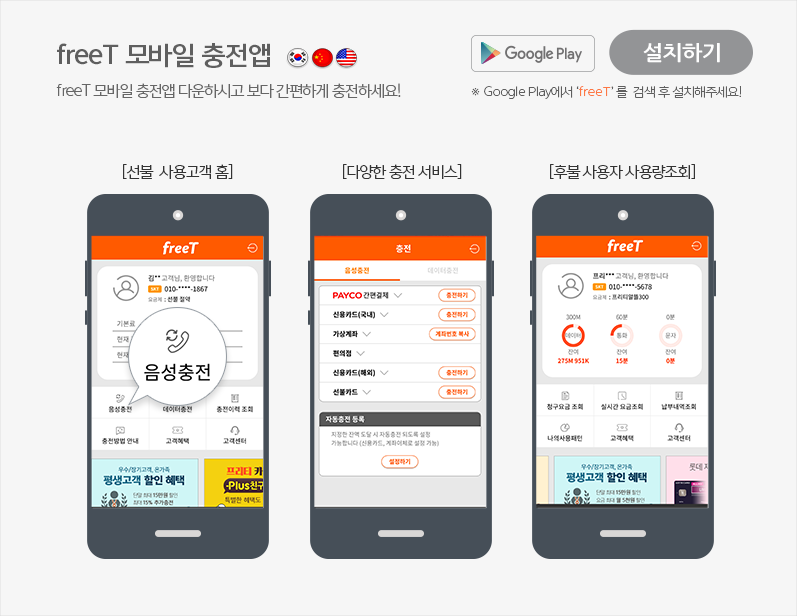 freeT 모바일 충전앱
freeT 모바일 충전앱 다운하시고 보다 간편하게 충전하세요!
Google Play
설치하기
※ Google Play에서 'freeT' 를 검색 후 설치해주세요!
[선불 사용고객 홈]
freeT
김** 고객님, 환영합니다
SKT 010-****-1867
요금제 : 선불 절약
기본료
현재
현재
음성충전
음성충전 데이터충전 충전이력 조회
충전방법 안내 고객혜택 고객센터
우수/장기고객, 온가족
평생고객 할인 혜택
단말 최대 15만원 할인
최대 15% 추가충전
프리티 카
Plus친구
특별한 혜택도
[다양한 충전 서비스]
충전
음성충전 데이터충전
PAYCO 간편결제 충전하기
신용카드(국내) 충전하기
가상계좌 계좌번호 복사
편의점
신용카드(해외) 충전하기
선불카드 충전하기
자동충전 등록
지정한 잔액 도달 시 자동충전 되도록 설정
가능합니다 (신용카드, 계좌이체로 설정 가능)
설정하기
[후불 사용자 사용량조회]
freeT
프리*** 고객님, 환영합니다
SKT 010-****-5678
요금제 : 프리티알뜰300
300M 60분 0분
데이터 통화 문자
잔여 잔여 잔여
275M 951K 15분 0분
청구요금 조회 실시간 요금조회 납부내역조회
나의사용패턴 고객혜택 고객센터
우수/장기고객, 온가족
평생고객 할인 혜택
단말 최대 15만원 할인
요금 최대 월 5천원 할인
롯데 제